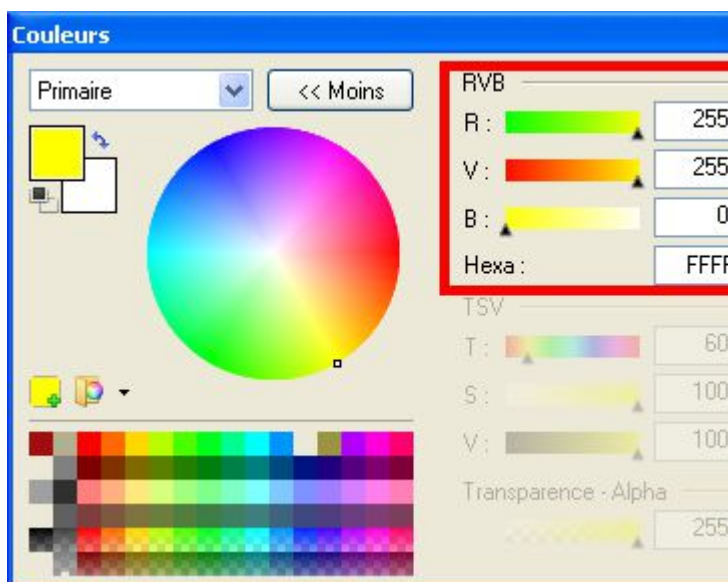 Couleurs
Primaire
<< Moins
RVB
R : 255
V : 255
B : 0
Hexa : FFFF
TSV
T : 60
S : 100
V : 100
Transparence - Alpha
255